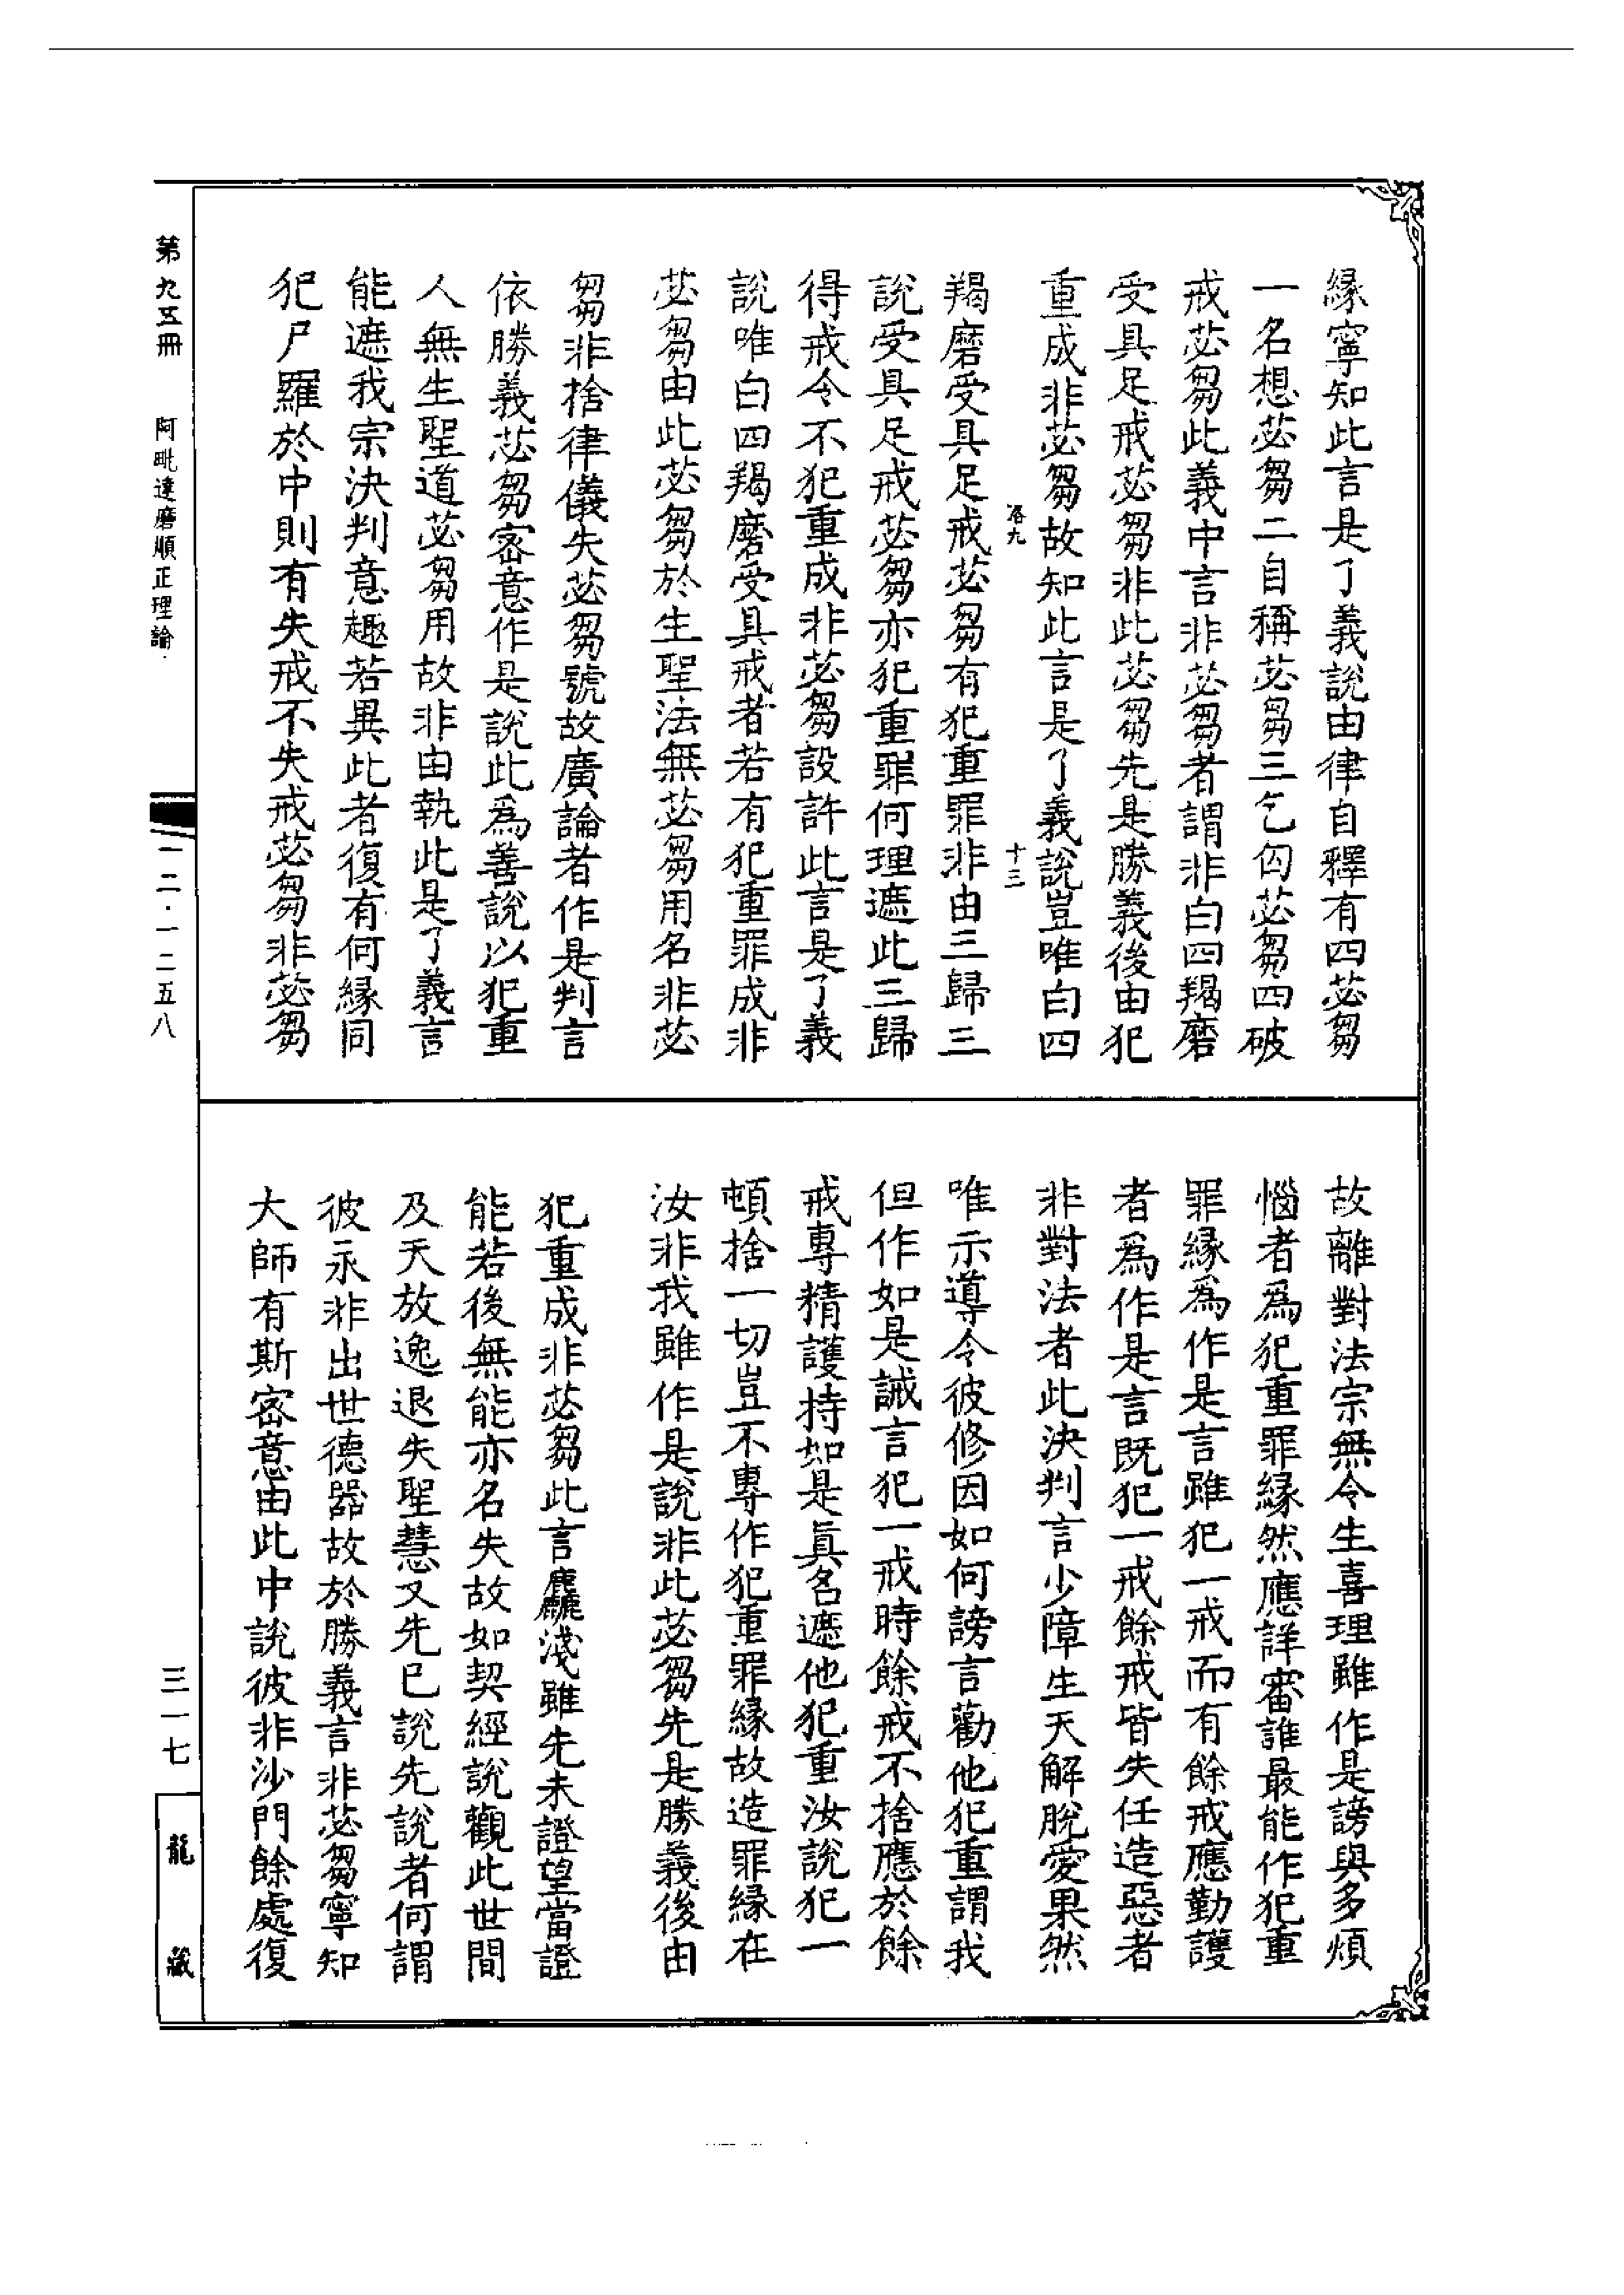 緣寧知此言是了義說由律自釋有四苾芻
一名想苾芻二自稱苾芻三乞匃苾芻四破
戒苾芻此義中言非苾芻者謂非白四羯磨
受具足戒苾芻非此苾芻先是勝義後由犯
重成非苾芻故知此言是了義說豈唯白四
洛九
十三
羯磨受具足戒苾芻有犯重罪非由三歸三
說受具足戒苾芻亦犯重罪何理遮此三歸
得戒令不犯重成非苾芻設許此言是了義
說唯白四羯磨受具戒者若有犯重罪成非
苾芻由此苾芻於生聖法無苾芻用名非苾
芻非捨律儀失苾芻號故廣論者作是判言
依勝義苾芻密意作是說此為善說以犯重
人無生聖道苾芻用故非由執此是了義言
能遮我宗決判意趣若異此者復有何緣同
犯尸羅於中則有失戒不失戒苾芻非苾芻
故離對法宗無令生喜理雖作是謗與多煩
惱者為犯重罪緣然應詳審誰最能作犯重
罪緣為作是言雖犯一戒而有餘戒應勤護
者為作是言既犯一戒餘戒皆失任造惡者
非對法者此決判言少障生天解脫愛果然
唯示導令彼修因如何謗言勸他犯重謂我
但作如是誡言犯一戒時餘戒不捨應於餘
戒專精護持如是真名遮他犯重汝說犯一
頓捨一切豈不專作犯重罪緣故造罪緣在
汝非我雖作是說非此苾芻先是勝義後由
犯重成非苾芻此言麤淺雖先未證望當證
能若後無能亦名失故如契經說觀此世間
及天放逸退失聖慧又先已說先說者何謂
彼永非出世德器故於勝義言非苾芻寧知
大師有斯密意由此中說彼非沙門餘處復
第九五冊
阿毗達磨順正理論
一二·一二五八
三一七
龍藏